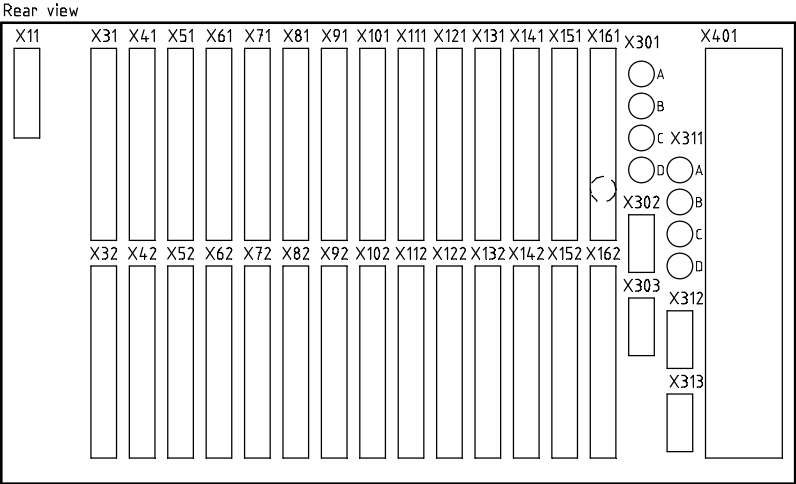 Rear view
X11 X31 X41 X51 X61 X71 X81 X91 X101 X111 X121 X131 X141 X151 X161 X301 X401
A
B
C X311
D A
X302 B
C
X32 X42 X52 X62 X72 X82 X92 X102 X112 X122 X132 X142 X152 X162 D
X303
X312
X313